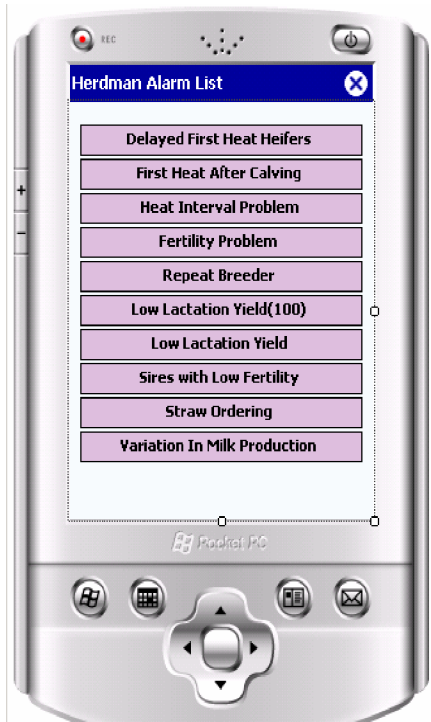 REC
Herdman Alarm List
Delayed First Heat Heifers
First Heat After Calving
Heat Interval Problem
Fertility Problem
Repeat Breeder
Low Lactation Yield(100)
Low Lactation Yield
Sires with Low Fertility
Straw Ordering
Variation In Milk Production
Pocket PC
+
-